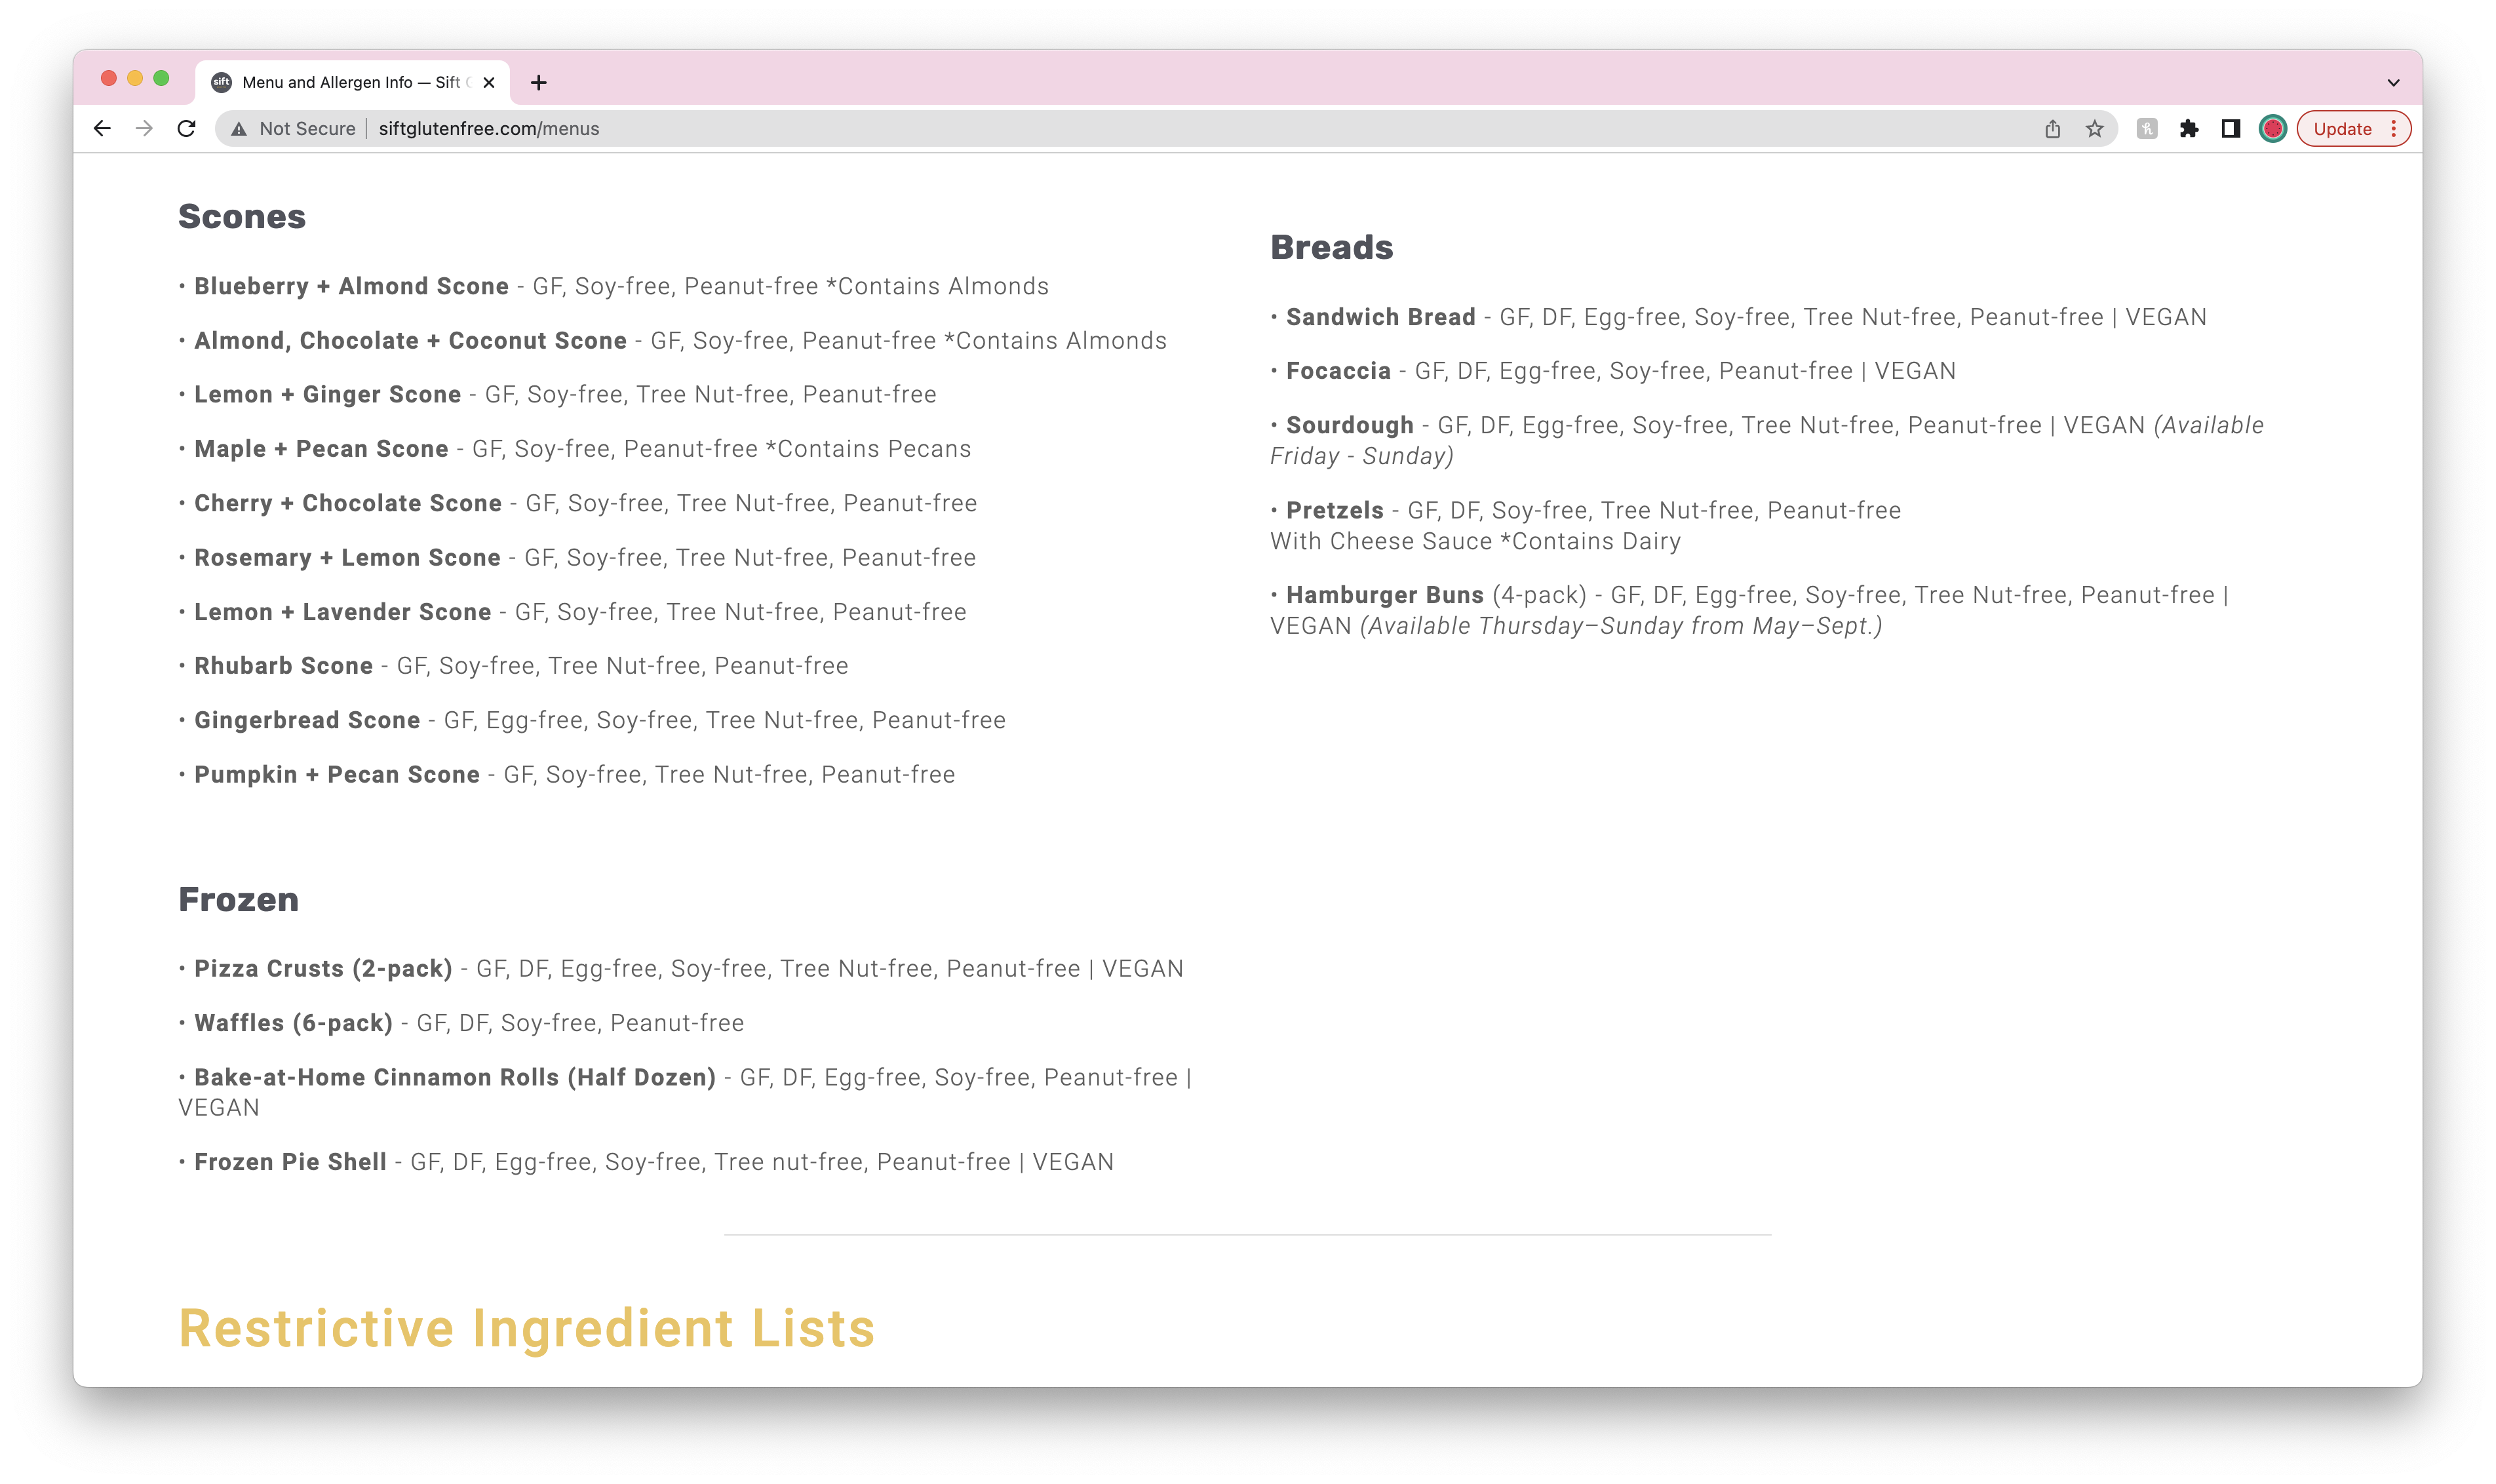 sift
Menu and Allergen Info — Sift
Not Secure
siftglutenfree.com/menus
Update
Scones
• Blueberry + Almond Scone - GF, Soy-free, Peanut-free *Contains Almonds
• Almond, Chocolate + Coconut Scone - GF, Soy-free, Peanut-free *Contains Almonds
• Lemon + Ginger Scone - GF, Soy-free, Tree Nut-free, Peanut-free
• Maple + Pecan Scone - GF, Soy-free, Peanut-free *Contains Pecans
• Cherry + Chocolate Scone - GF, Soy-free, Tree Nut-free, Peanut-free
• Rosemary + Lemon Scone - GF, Soy-free, Tree Nut-free, Peanut-free
• Lemon + Lavender Scone - GF, Soy-free, Tree Nut-free, Peanut-free
• Rhubarb Scone - GF, Soy-free, Tree Nut-free, Peanut-free
• Gingerbread Scone - GF, Egg-free, Soy-free, Tree Nut-free, Peanut-free
• Pumpkin + Pecan Scone - GF, Soy-free, Tree Nut-free, Peanut-free
Frozen
• Pizza Crusts (2-pack) - GF, DF, Egg-free, Soy-free, Tree Nut-free, Peanut-free | VEGAN
• Waffles (6-pack) - GF, DF, Soy-free, Peanut-free
• Bake-at-Home Cinnamon Rolls (Half Dozen) - GF, DF, Egg-free, Soy-free, Peanut-free |
VEGAN
• Frozen Pie Shell - GF, DF, Egg-free, Soy-free, Tree nut-free, Peanut-free | VEGAN
Breads
• Sandwich Bread - GF, DF, Egg-free, Soy-free, Tree Nut-free, Peanut-free | VEGAN
• Focaccia - GF, DF, Egg-free, Soy-free, Peanut-free | VEGAN
• Sourdough - GF, DF, Egg-free, Soy-free, Tree Nut-free, Peanut-free | VEGAN (Available
Friday - Sunday)
• Pretzels - GF, DF, Soy-free, Tree Nut-free, Peanut-free
With Cheese Sauce *Contains Dairy
• Hamburger Buns (4-pack) - GF, DF, Egg-free, Soy-free, Tree Nut-free, Peanut-free |
VEGAN (Available Thursday–Sunday from May–Sept.)
Restrictive Ingredient Lists